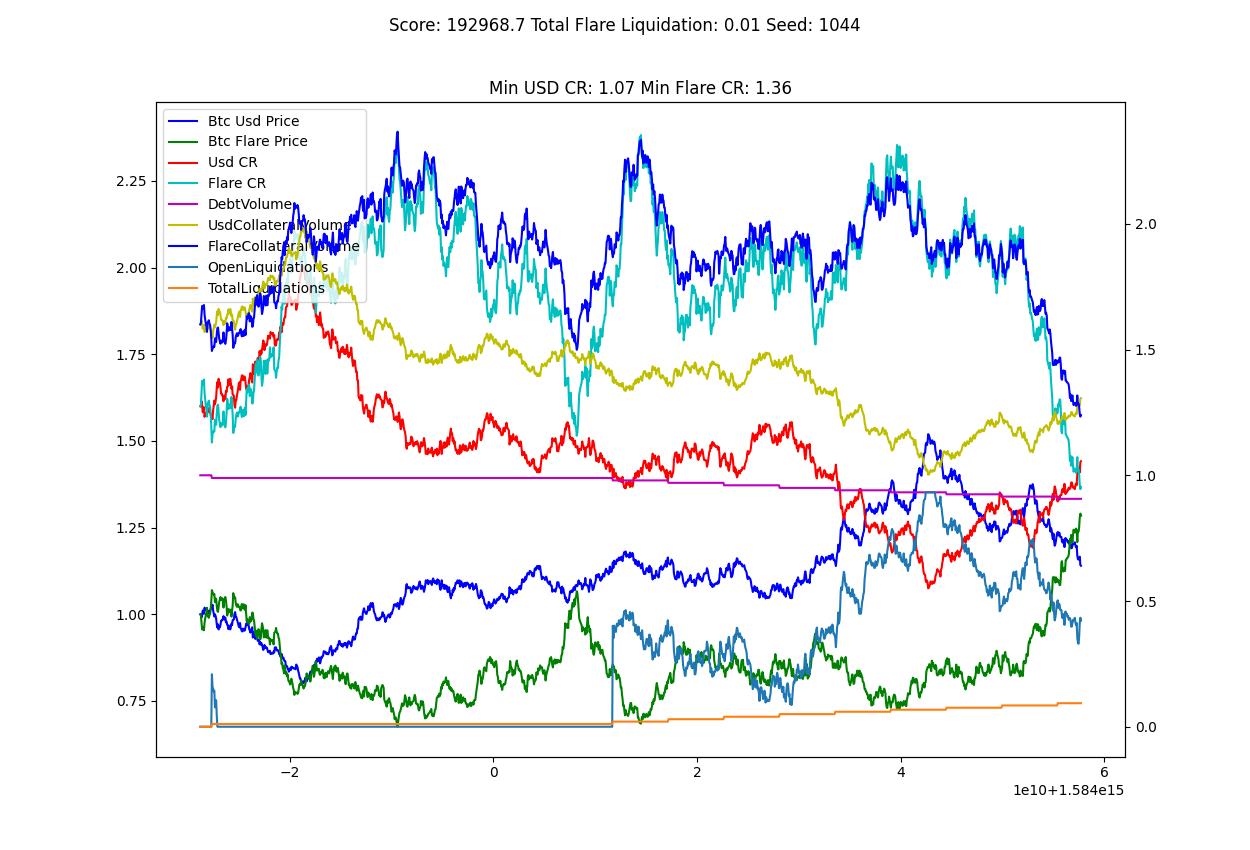 Score: 192968.7 Total Flare Liquidation: 0.01 Seed: 1044
Min USD CR: 1.07 Min Flare CR: 1.36
Btc Usd Price
Btc Flare Price
Usd CR
Flare CR
DebtVolume
UsdCollateralVolume
FlareCollateralVolume
OpenLiquidations
TotalLiquidations
2.25
2.00
1.75
1.50
1.25
1.00
0.75
2.0
1.5
1.0
0.5
0.0
−2
0
2
4
6
1e10+1.584e15